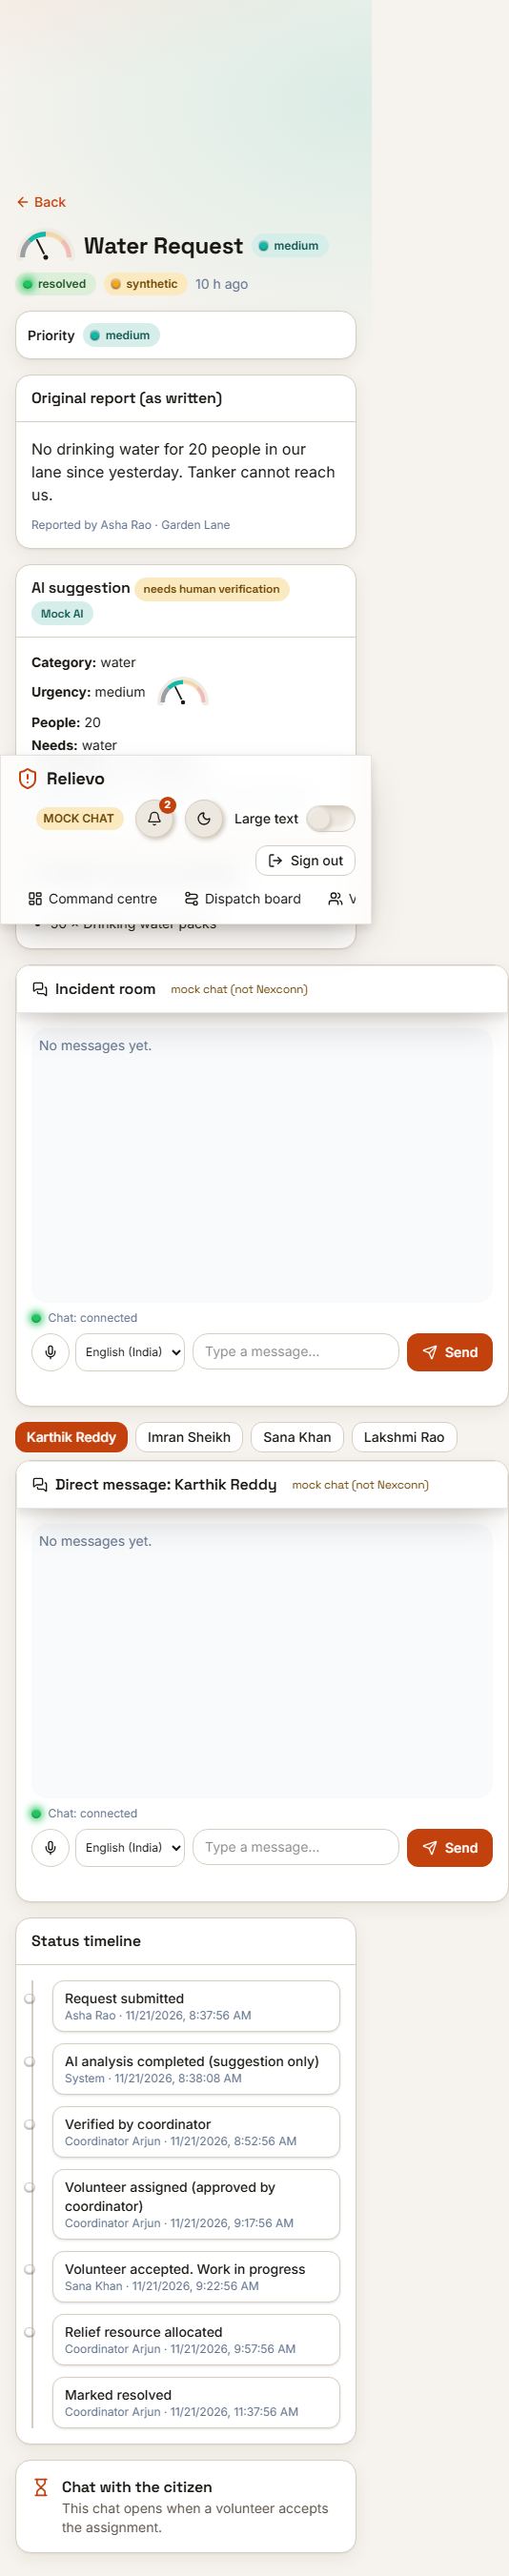 Back
Water Request medium
resolved synthetic 10 h ago
Priority medium
Original report (as written)
No drinking water for 20 people in our
lane since yesterday. Tanker cannot reach
us.
Reported by Asha Rao · Garden Lane
AI suggestion needs human verification
Mock AI
Category: water
Urgency: medium
People: 20
Needs: water
Relievo
MOCK CHAT 2 Large text
Sign out
Command centre Dispatch board
Incident room mock chat (not Nexconn)
No messages yet.
Chat: connected
English (India) Type a message... Send
Karthik Reddy Imran Sheikh Sana Khan Lakshmi Rao
Direct message: Karthik Reddy mock chat (not Nexconn)
No messages yet.
Chat: connected
English (India) Type a message... Send
Status timeline
Request submitted
Asha Rao · 11/21/2026, 8:37:56 AM
AI analysis completed (suggestion only)
System · 11/21/2026, 8:38:08 AM
Verified by coordinator
Coordinator Arjun · 11/21/2026, 8:52:56 AM
Volunteer assigned (approved by
coordinator)
Coordinator Arjun · 11/21/2026, 9:17:56 AM
Volunteer accepted. Work in progress
Sana Khan · 11/21/2026, 9:22:56 AM
Relief resource allocated
Coordinator Arjun · 11/21/2026, 9:57:56 AM
Marked resolved
Coordinator Arjun · 11/21/2026, 11:37:56 AM
Chat with the citizen
This chat opens when a volunteer accepts
the assignment.